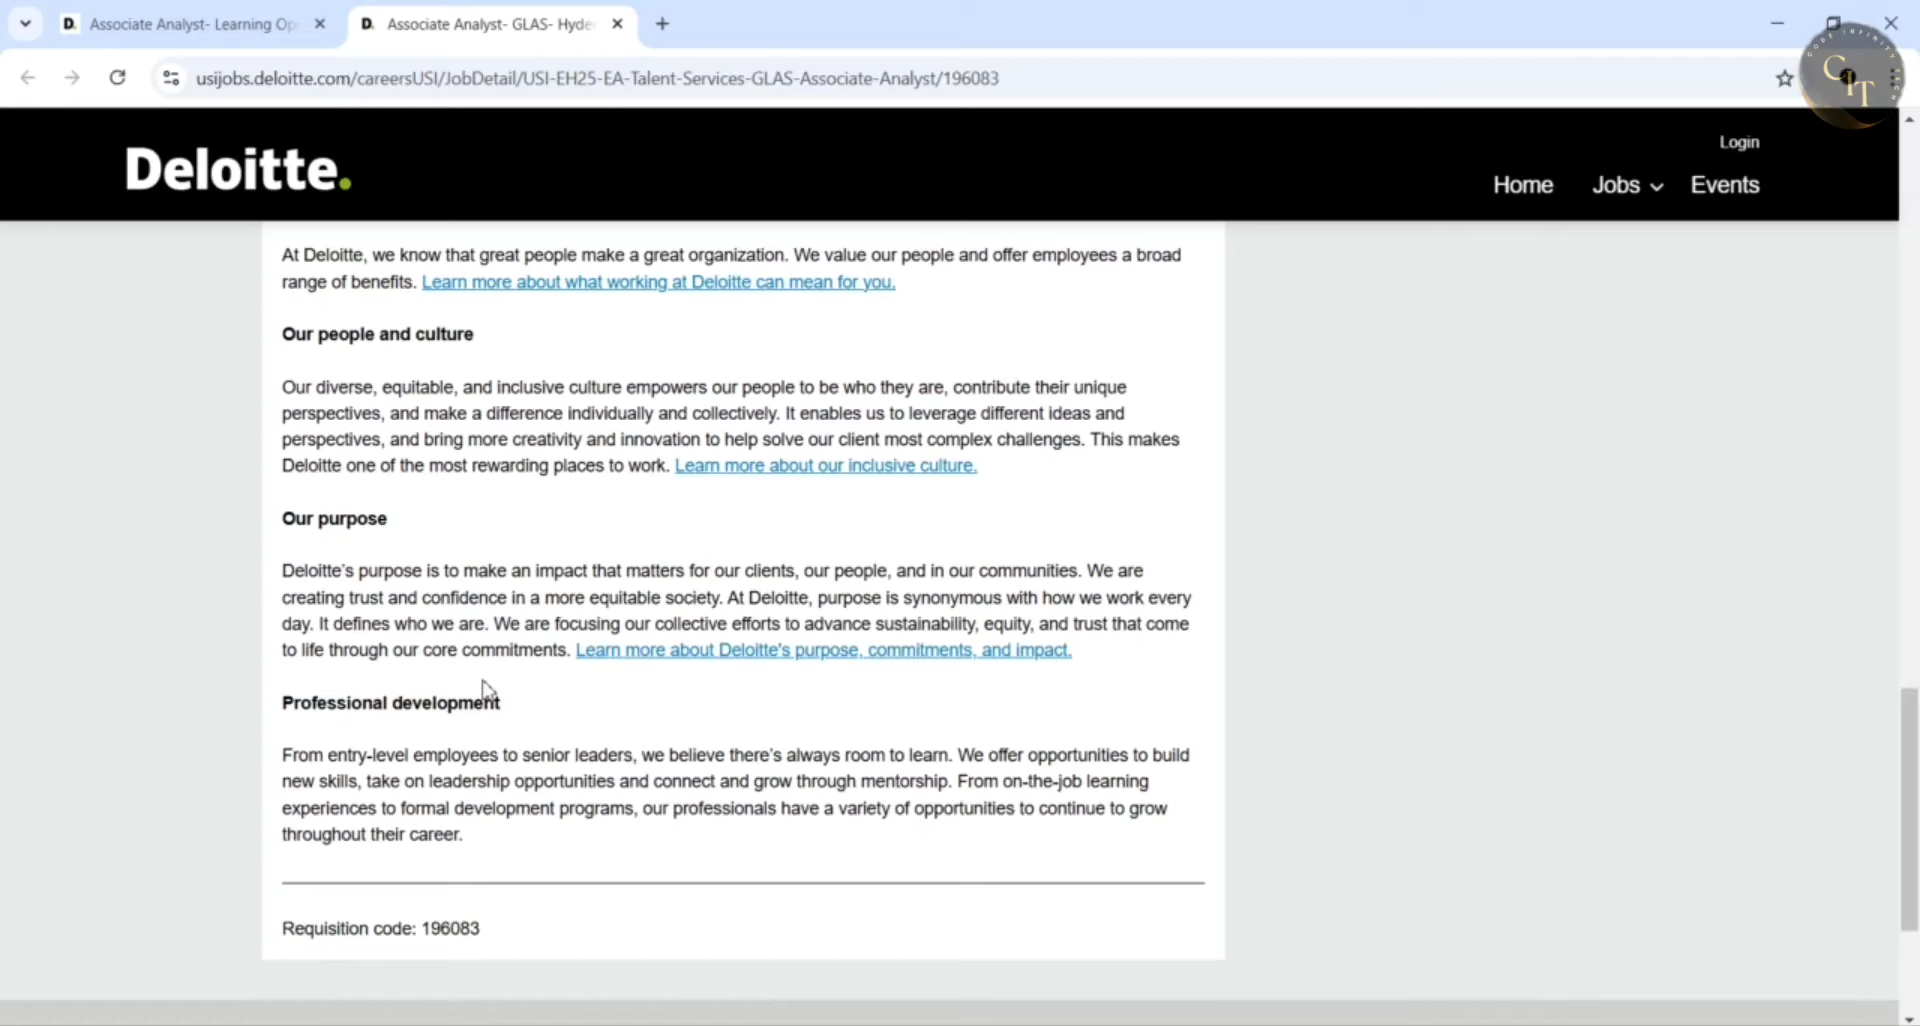 Associate Analyst- Learning Op
Associate Analyst- GLAS- Hyde
usijobs.deloitte.com/careersUSI/JobDetail/USI-EH25-EA-Talent-Services-GLAS-Associate-Analyst/196083
CODE INFINITY TECH
CIT
Deloitte.
Login
Home
Jobs
Events
At Deloitte, we know that great people make a great organization. We value our people and offer employees a broad
range of benefits. Learn more about what working at Deloitte can mean for you.
Our people and culture
Our diverse, equitable, and inclusive culture empowers our people to be who they are, contribute their unique
perspectives, and make a difference individually and collectively. It enables us to leverage different ideas and
perspectives, and bring more creativity and innovation to help solve our client most complex challenges. This makes
Deloitte one of the most rewarding places to work. Learn more about our inclusive culture.
Our purpose
Deloitte's purpose is to make an impact that matters for our clients, our people, and in our communities. We are
creating trust and confidence in a more equitable society. At Deloitte, purpose is synonymous with how we work every
day. It defines who we are. We are focusing our collective efforts to advance sustainability, equity, and trust that come
to life through our core commitments. Learn more about Deloitte's purpose, commitments, and impact.
Professional development
From entry-level employees to senior leaders, we believe there's always room to learn. We offer opportunities to build
new skills, take on leadership opportunities and connect and grow through mentorship. From on-the-job learning
experiences to formal development programs, our professionals have a variety of opportunities to continue to grow
throughout their career.
Requisition code: 196083